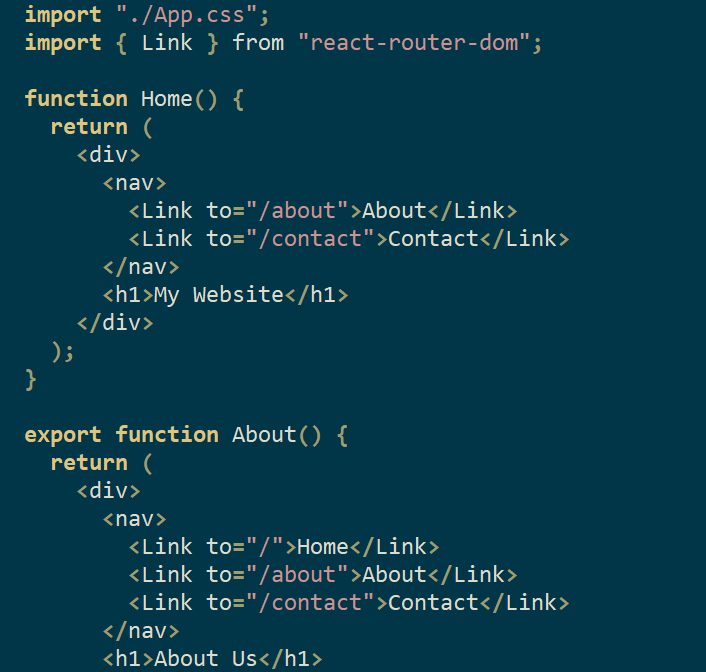 import "./App.css";
import { Link } from "react-router-dom";

function Home() {
  return (
    <div>
      <nav>
        <Link to="/about">About</Link>
        <Link to="/contact">Contact</Link>
      </nav>
      <h1>My Website</h1>
    </div>
  );
}

export function About() {
  return (
    <div>
      <nav>
        <Link to="/">Home</Link>
        <Link to="/about">About</Link>
        <Link to="/contact">Contact</Link>
      </nav>
      <h1>About Us</h1>